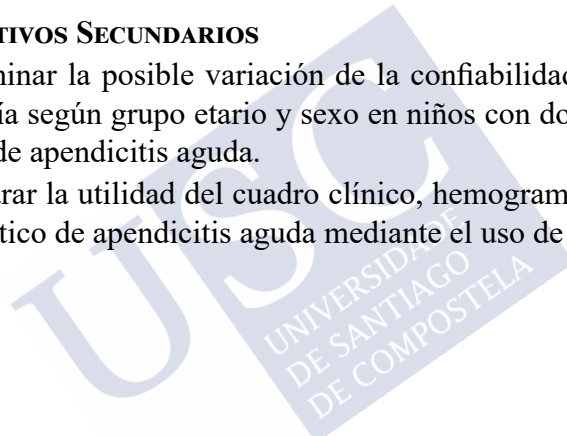 TIVOS SECUNDARIOS
minar la posible variación de la confiabilidad
ía según grupo etario y sexo en niños con do
de apendicitis aguda.
rar la utilidad del cuadro clínico, hemogram
tico de apendicitis aguda mediante el uso de
USC
UNIVERSIDADE
DE SANTIAGO
DE COMPOSTELA